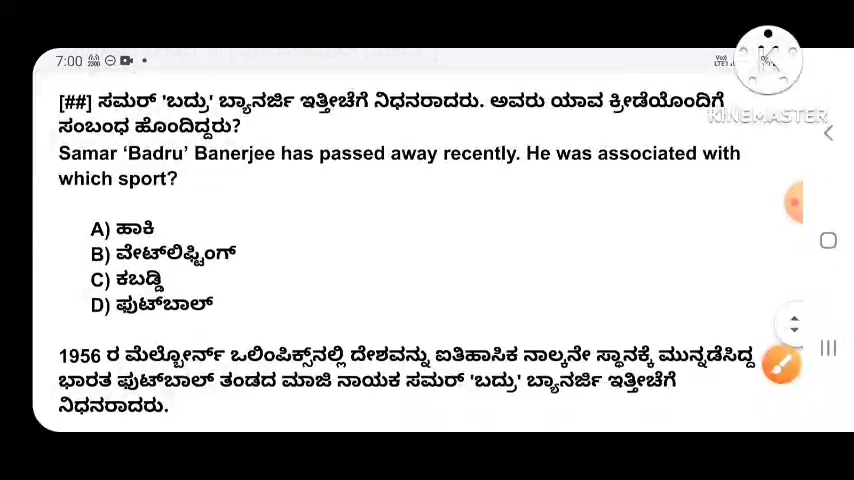 7:00
KINEMASTER
[##] ಸಮರ್ 'ಬದ್ರು' ಬ್ಯಾನರ್ಜಿ ಇತ್ತೀಚೆಗೆ ನಿಧನರಾದರು. ಅವರು ಯಾವ ಕ್ರೀಡೆಯೊಂದಿಗೆ
ಸಂಬಂಧ ಹೊಂದಿದ್ದರು?
Samar ‘Badru’ Banerjee has passed away recently. He was associated with
which sport?
A) ಹಾಕಿ
B) ವೇಟ್‌ಲಿಫ್ಟಿಂಗ್
C) ಕಬಡ್ಡಿ
D) ಫುಟ್‌ಬಾಲ್
1956 ರ ಮೆಲ್ಬೋರ್ನ್ ಒಲಿಂಪಿಕ್ಸ್‌ನಲ್ಲಿ ದೇಶವನ್ನು ಐತಿಹಾಸಿಕ ನಾಲ್ಕನೇ ಸ್ಥಾನಕ್ಕೆ ಮುನ್ನಡೆಸಿದ್ದ
ಭಾರತ ಫುಟ್‌ಬಾಲ್ ತಂಡದ ಮಾಜಿ ನಾಯಕ ಸಮರ್ 'ಬದ್ರು' ಬ್ಯಾನರ್ಜಿ ಇತ್ತೀಚೆಗೆ
ನಿಧನರಾದರು.